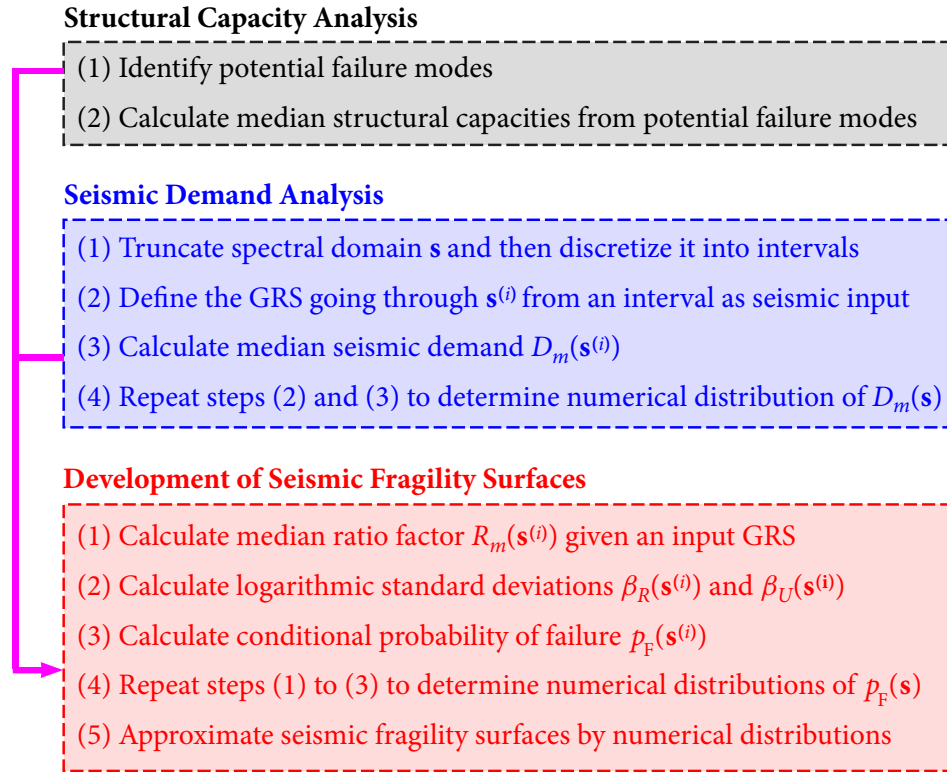 Structural Capacity Analysis
(1) Identify potential failure modes
(2) Calculate median structural capacities from potential failure modes
Seismic Demand Analysis
(1) Truncate spectral domain s and then discretize it into intervals
(2) Define the GRS going through s⁽ⁱ⁾ from an interval as seismic input
(3) Calculate median seismic demand Dₘ(s⁽ⁱ⁾)
(4) Repeat steps (2) and (3) to determine numerical distribution of Dₘ(s)
Development of Seismic Fragility Surfaces
(1) Calculate median ratio factor Rₘ(s⁽ⁱ⁾) given an input GRS
(2) Calculate logarithmic standard deviations β_R(s⁽ⁱ⁾) and β_U(s⁽ⁱ⁾)
(3) Calculate conditional probability of failure p_F(s⁽ⁱ⁾)
(4) Repeat steps (1) to (3) to determine numerical distributions of p_F(s)
(5) Approximate seismic fragility surfaces by numerical distributions